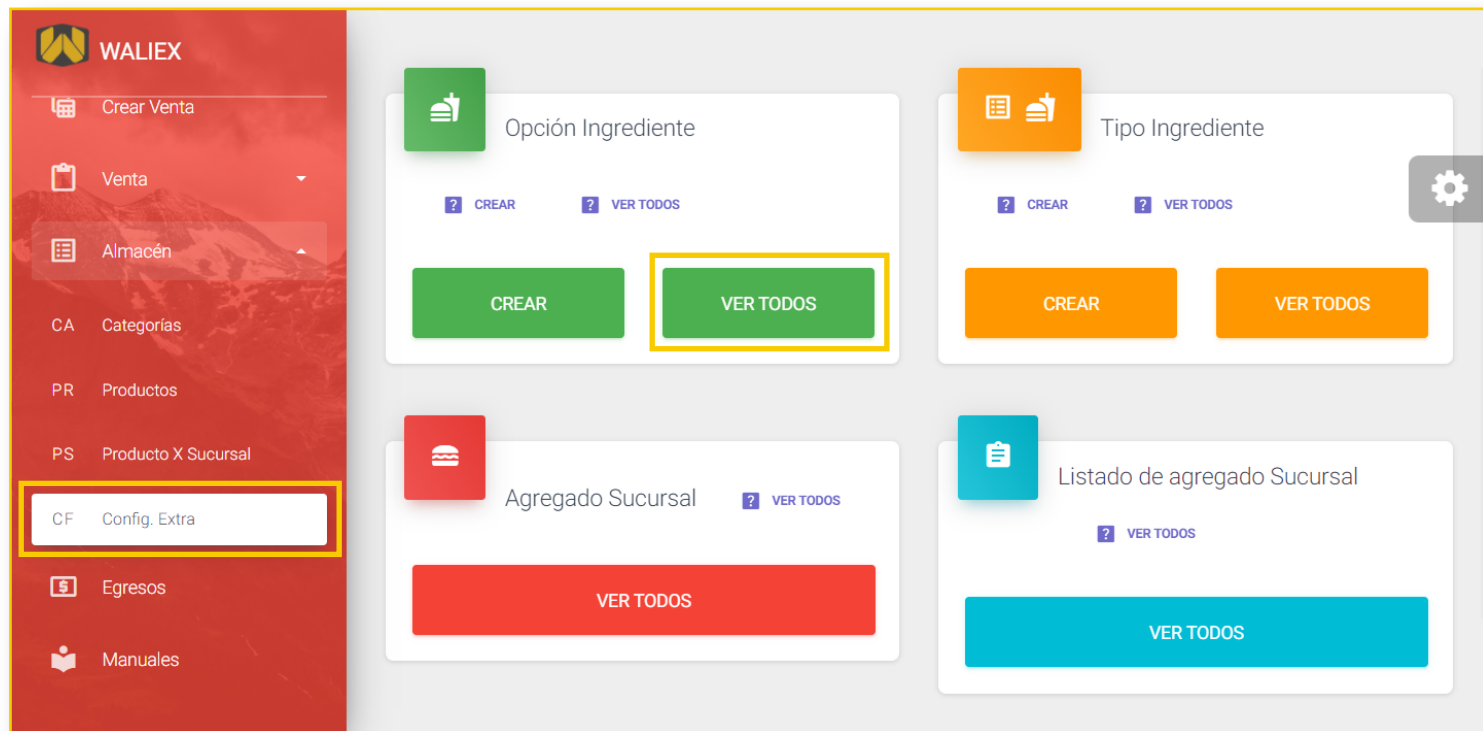 WALIEX
Crear Venta
Venta
Almacén
CA Categorías
PR Productos
PS Producto X Sucursal
CF Config. Extra
Egresos
Manuales
Opción Ingrediente
? CREAR ? VER TODOS
CREAR VER TODOS
Tipo Ingrediente
? CREAR ? VER TODOS
CREAR VER TODOS
Agregado Sucursal ? VER TODOS
VER TODOS
Listado de agregado Sucursal
? VER TODOS
VER TODOS